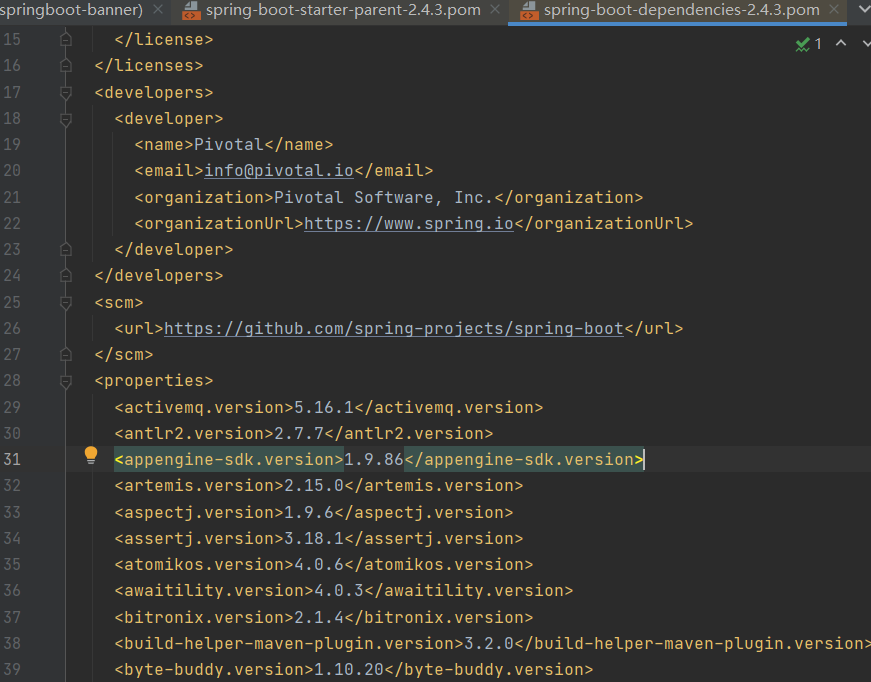 springboot-banner) spring-boot-starter-parent-2.4.3.pom spring-boot-dependencies-2.4.3.pom
15 </license>
1
16 </licenses>
17 <developers>
18 <developer>
19 <name>Pivotal</name>
20 <email>info@pivotal.io</email>
21 <organization>Pivotal Software, Inc.</organization>
22 <organizationUrl>https://www.spring.io</organizationUrl>
23 </developer>
24 </developers>
25 <scm>
26 <url>https://github.com/spring-projects/spring-boot</url>
27 </scm>
28 <properties>
29 <activemq.version>5.16.1</activemq.version>
30 <antlr2.version>2.7.7</antlr2.version>
31 <appengine-sdk.version>1.9.86</appengine-sdk.version>
32 <artemis.version>2.15.0</artemis.version>
33 <aspectj.version>1.9.6</aspectj.version>
34 <assertj.version>3.18.1</assertj.version>
35 <atomikos.version>4.0.6</atomikos.version>
36 <awaitility.version>4.0.3</awaitility.version>
37 <bitronix.version>2.1.4</bitronix.version>
38 <build-helper-maven-plugin.version>3.2.0</build-helper-maven-plugin.version>
39 <byte-buddy.version>1.10.20</byte-buddy.version>